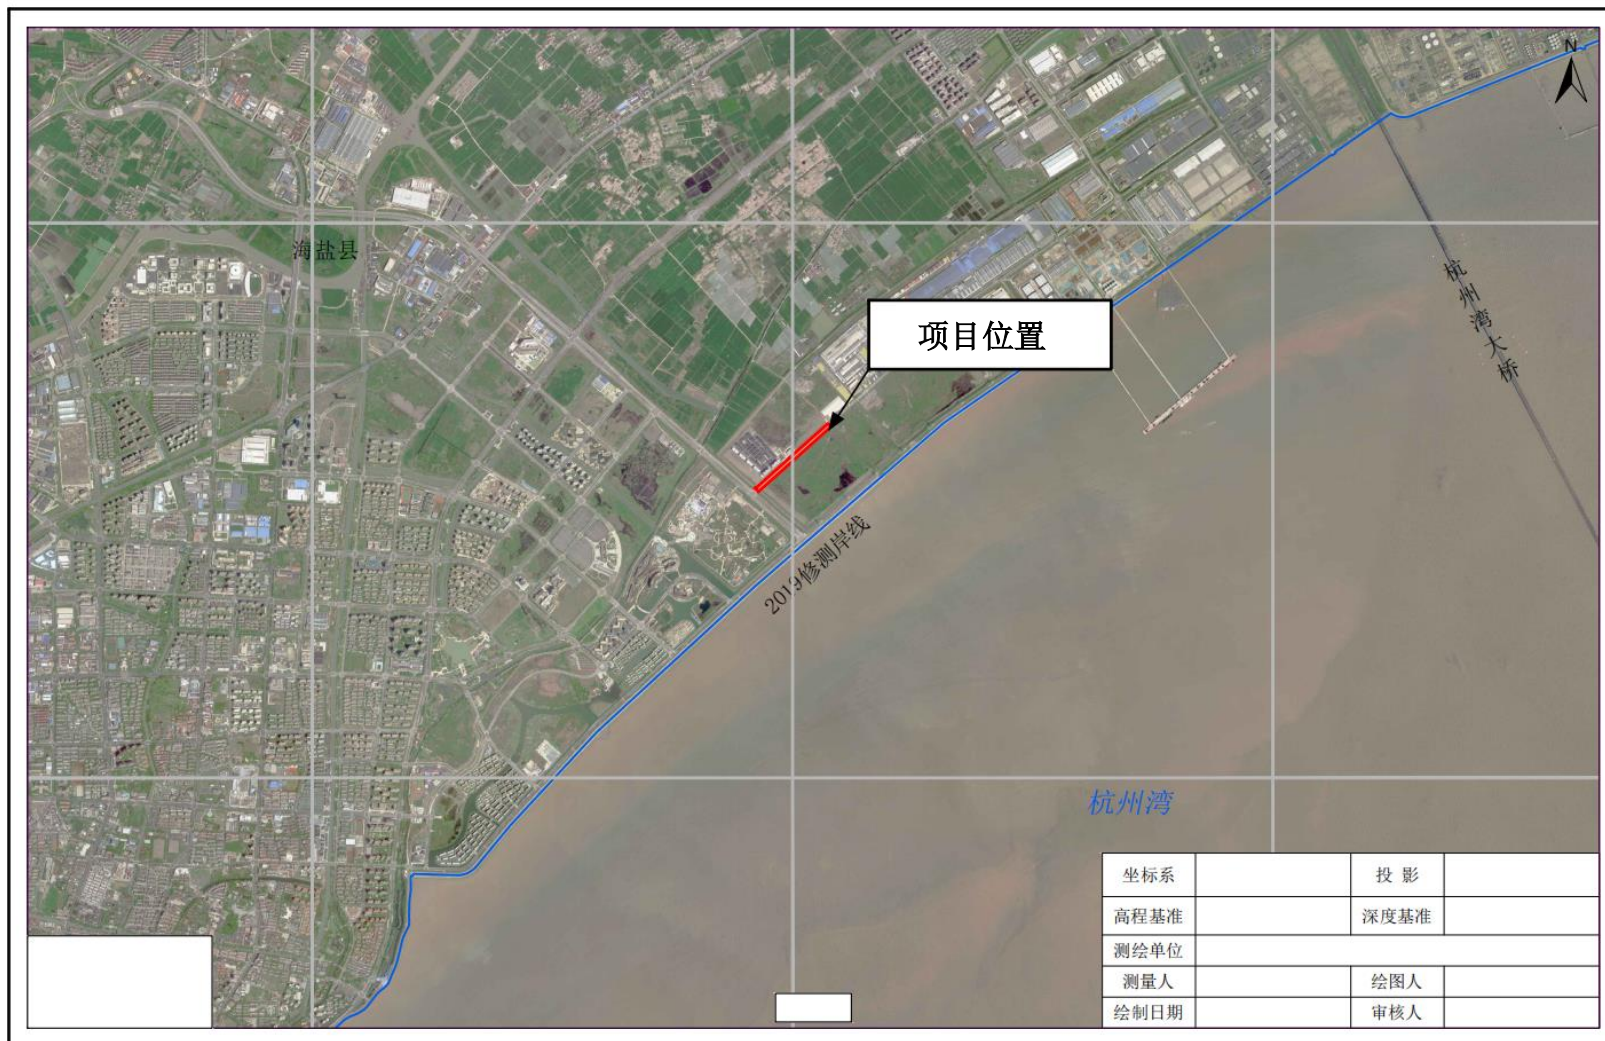 N
海盐县
杭州湾大桥
项目位置
2019修测岸线
杭州湾
坐标系 投 影
高程基准 深度基准
测绘单位
测量人 绘图人
绘制日期 审核人